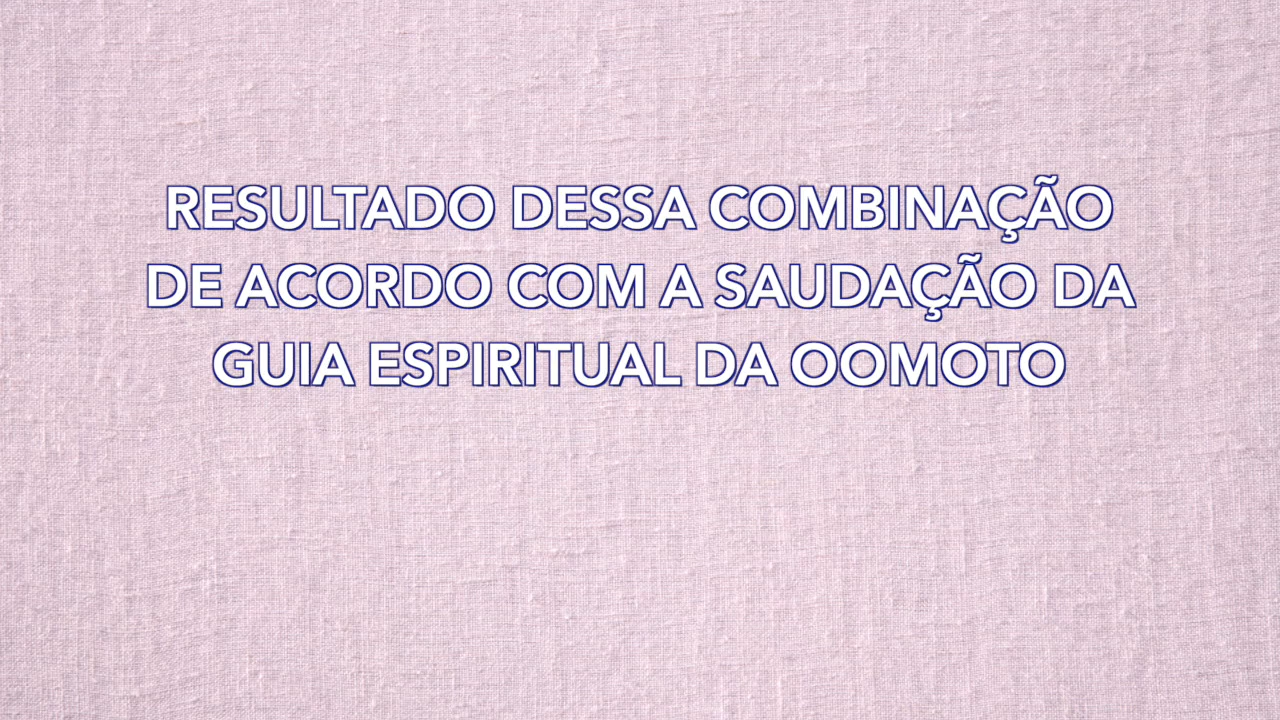 RESULTADO DESSA COMBINAÇÃO
DE ACORDO COM A SAUDAÇÃO DA
GUIA ESPIRITUAL DA OOMOTO